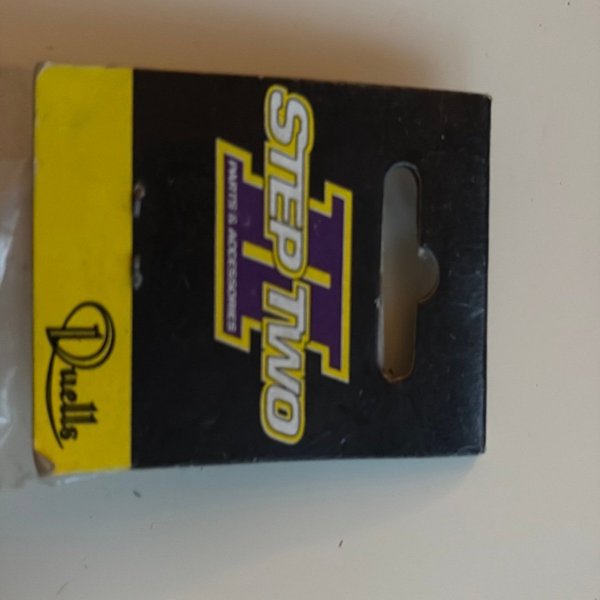 STEP TWO
PARTS & ACCESSORIES
Duells